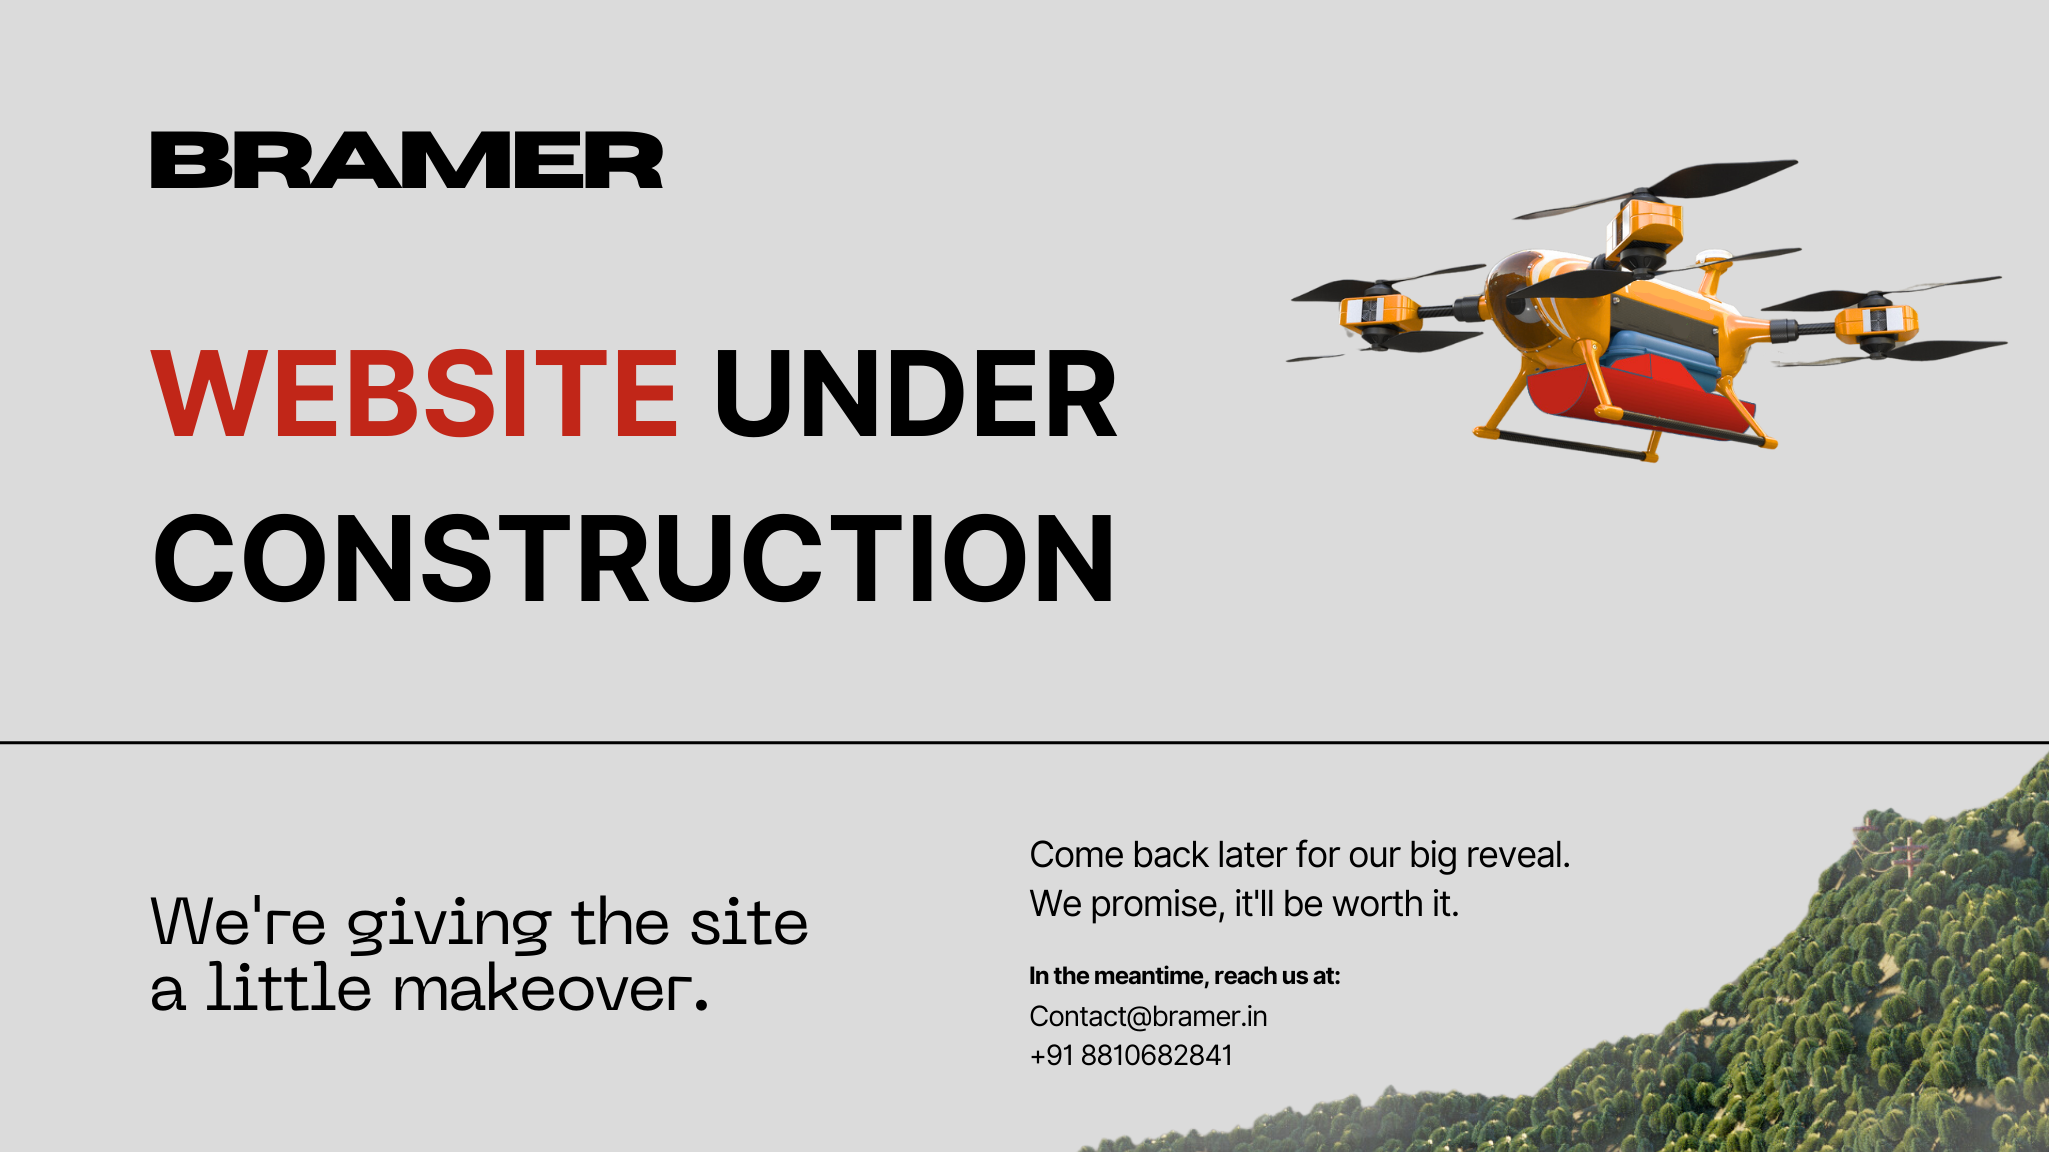 BRAMER
WEBSITE UNDER
CONSTRUCTION
We're giving the site
a little makeover.
Come back later for our big reveal.
We promise, it'll be worth it.
In the meantime, reach us at:
Contact@bramer.in
+91 8810682841